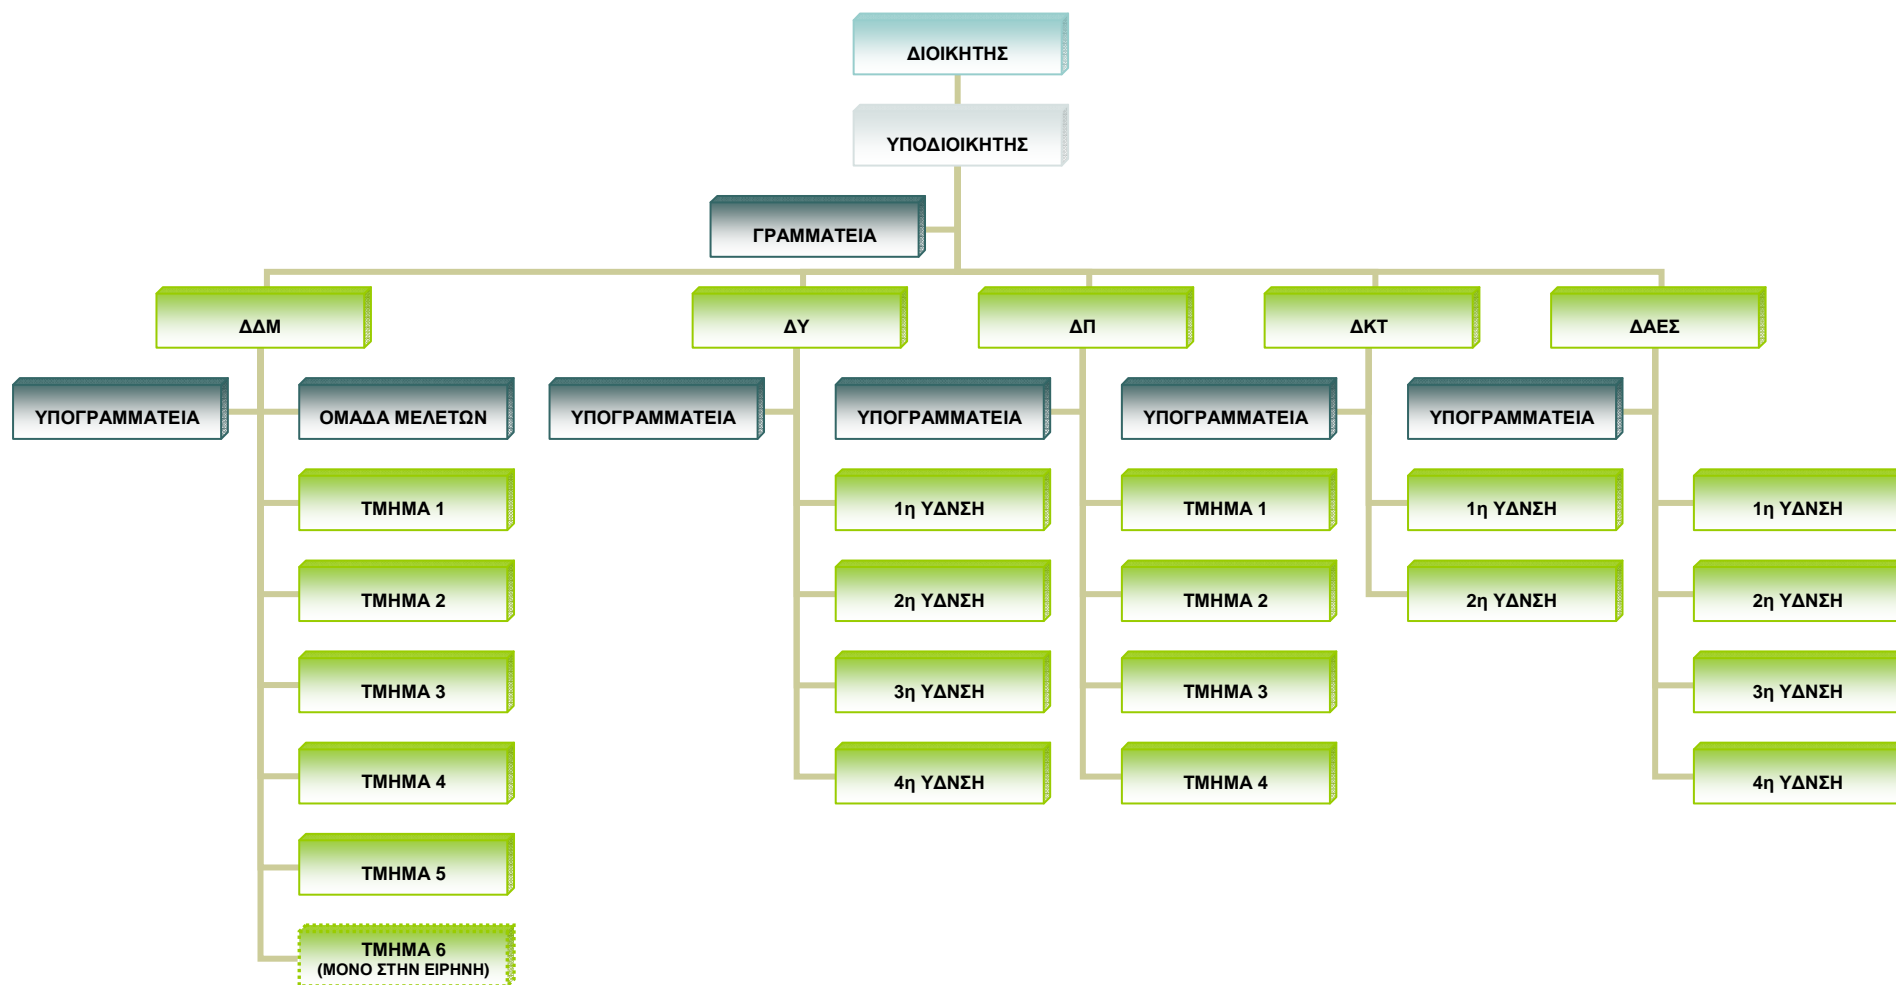 ΔΙΟΙΚΗΤΗΣ
ΥΠΟΔΙΟΙΚΗΤΗΣ
ΓΡΑΜΜΑΤΕΙΑ
ΔΔΜ
ΔΥ
ΔΠ
ΔΚΤ
ΔΑΕΣ
ΥΠΟΓΡΑΜΜΑΤΕΙΑ
ΟΜΑΔΑ ΜΕΛΕΤΩΝ
ΥΠΟΓΡΑΜΜΑΤΕΙΑ
ΥΠΟΓΡΑΜΜΑΤΕΙΑ
ΥΠΟΓΡΑΜΜΑΤΕΙΑ
ΥΠΟΓΡΑΜΜΑΤΕΙΑ
ΤΜΗΜΑ 1
1η ΥΔΝΣΗ
ΤΜΗΜΑ 1
1η ΥΔΝΣΗ
1η ΥΔΝΣΗ
ΤΜΗΜΑ 2
2η ΥΔΝΣΗ
ΤΜΗΜΑ 2
2η ΥΔΝΣΗ
2η ΥΔΝΣΗ
ΤΜΗΜΑ 3
3η ΥΔΝΣΗ
ΤΜΗΜΑ 3
3η ΥΔΝΣΗ
ΤΜΗΜΑ 4
4η ΥΔΝΣΗ
ΤΜΗΜΑ 4
4η ΥΔΝΣΗ
ΤΜΗΜΑ 5
ΤΜΗΜΑ 6
(ΜΟΝΟ ΣΤΗΝ ΕΙΡΗΝΗ)